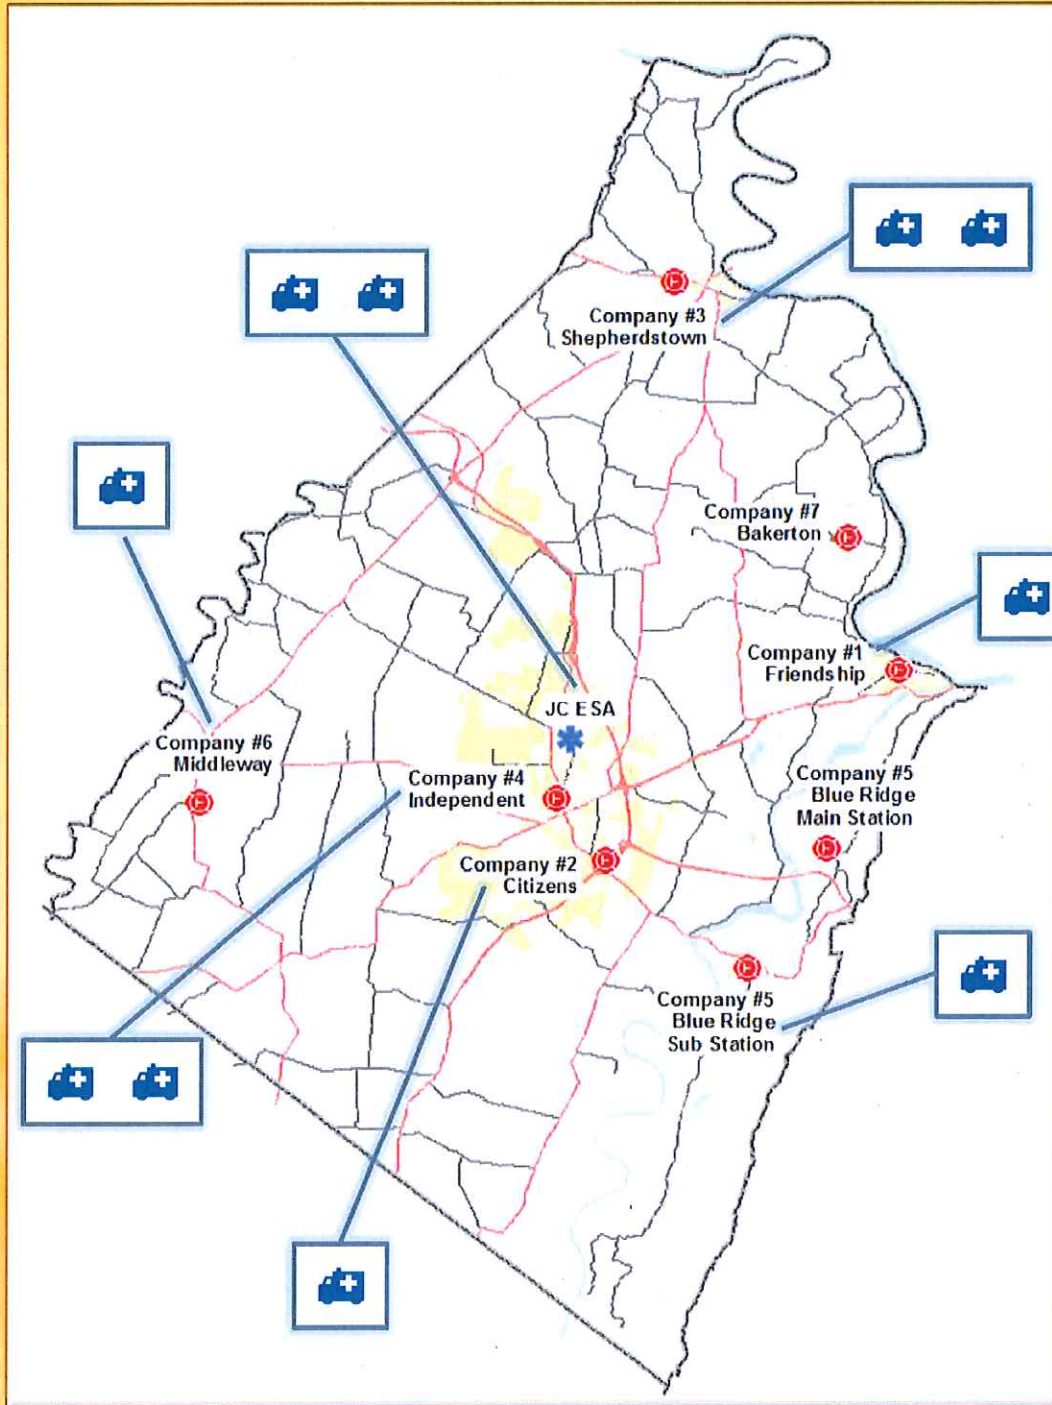 Company #3
Shepherdstown
Company #7
Bakerton
Company #1
Friendship
JC ESA
Company #6
Middleway
Company #4
Independent
Company #5
Blue Ridge
Main Station
Company #2
Citizens
Company #5
Blue Ridge
Sub Station